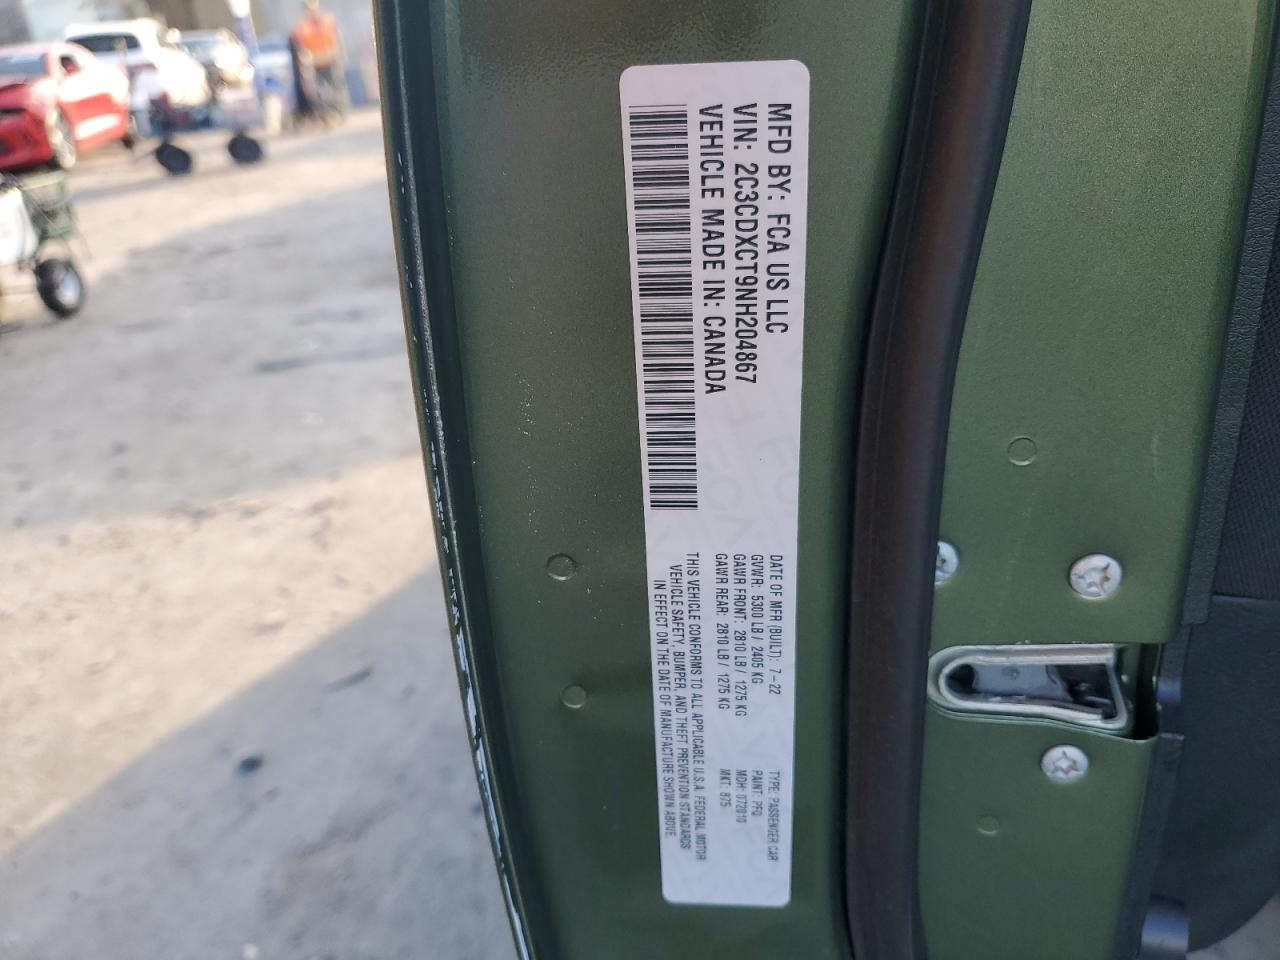 MFD BY: FCA US LLC
VIN: 2C3CDXCT9NH204867
VEHICLE MADE IN: CANADA
DATE OF MFR (BUILT): 7-22
GVWR: 5300 LB / 2405 KG
GAWR FRONT: 2810 LB / 1275 KG
GAWR REAR: 2810 LB / 1275 KG
TYPE: PASSENGER CAR
PAINT: PFQ
MDH: 072010
MKT: 875
THIS VEHICLE CONFORMS TO ALL APPLICABLE U.S.A. FEDERAL MOTOR
VEHICLE SAFETY, BUMPER, AND THEFT PREVENTION STANDARDS
IN EFFECT ON THE DATE OF MANUFACTURE SHOWN ABOVE.